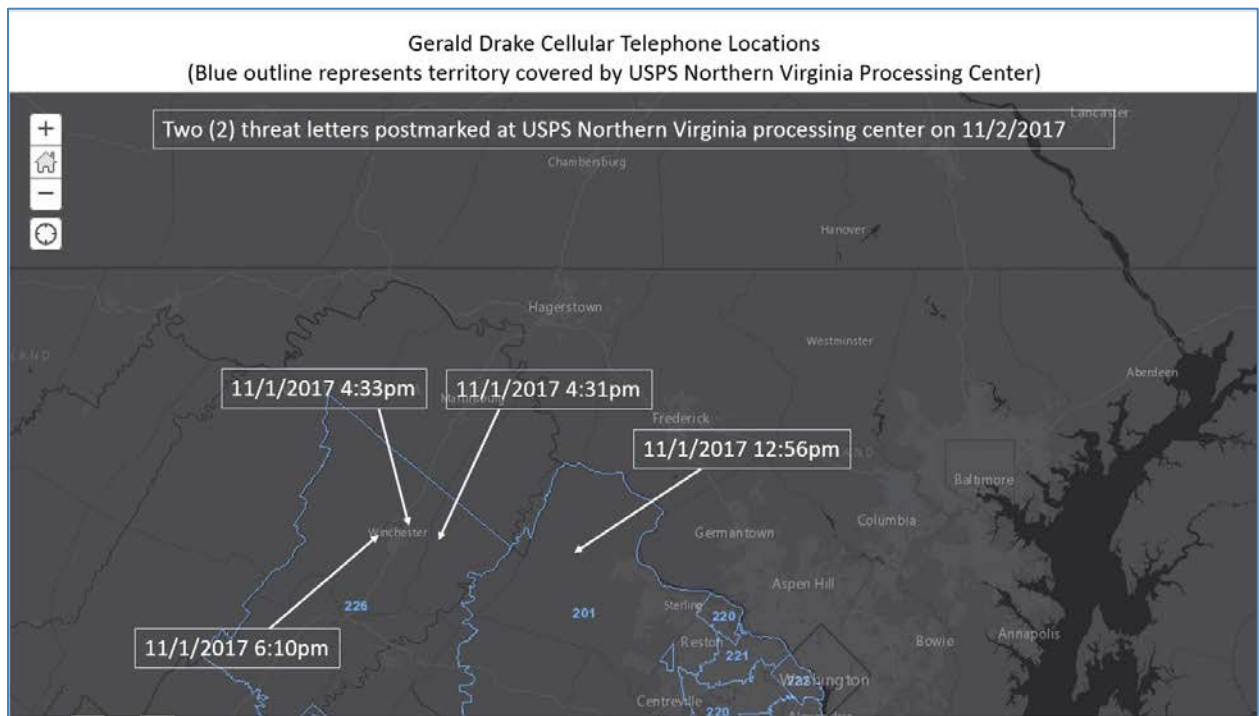 Gerald Drake Cellular Telephone Locations
(Blue outline represents territory covered by USPS Northern Virginia Processing Center)
Two (2) threat letters postmarked at USPS Northern Virginia processing center on 11/2/2017
Lancaster
+
−
Chambersburg
Hanover
Hagerstown
Westminster
Aberdeen
11/1/2017 4:33pm
11/1/2017 4:31pm
Frederick
11/1/2017 12:56pm
Baltimore
Columbia
Winchester
Germantown
Aspen Hill
226
201
Sterling
220
Bowie
Annapolis
Reston
221
11/1/2017 6:10pm
Washington
Centreville
220